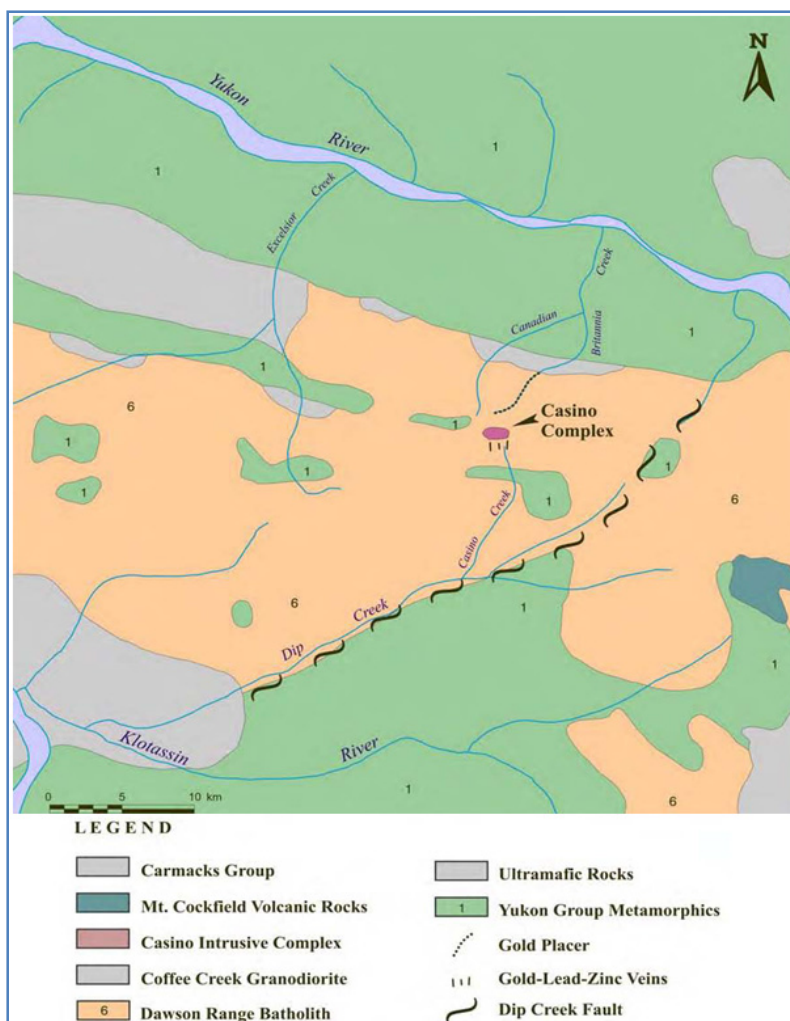 N
Yukon
River
1
1
Creek
Excelsior
Creek
Canadian
Britannia
1
1
6
1
Casino
Complex
1
1
1
1
1
6
Creek
Casino
6
1
Creek
Dip
1
Klotassin
River
0 5 10 km
1
6
LEGEND
Carmacks Group
Mt. Cockfield Volcanic Rocks
Casino Intrusive Complex
Coffee Creek Granodiorite
6 Dawson Range Batholith
Ultramafic Rocks
1 Yukon Group Metamorphics
Gold Placer
Gold-Lead-Zinc Veins
Dip Creek Fault